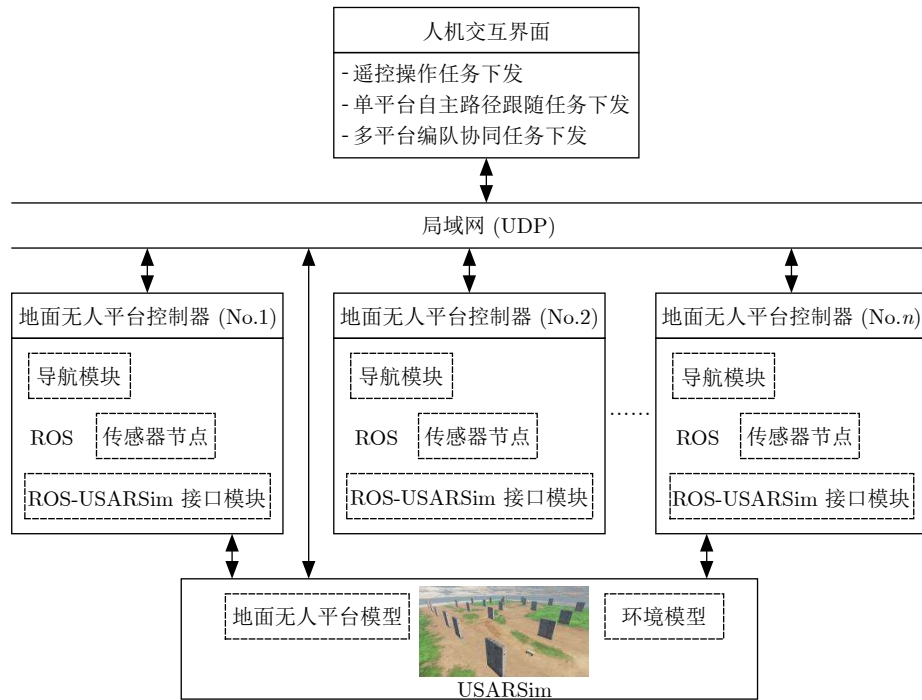 人机交互界面
- 遥控操作任务下发
- 单平台自主路径跟随任务下发
- 多平台编队协同任务下发
局域网 (UDP)
地面无人平台控制器 (No.1)
导航模块
ROS
传感器节点
ROS-USARSim 接口模块
地面无人平台控制器 (No.2)
导航模块
ROS
传感器节点
ROS-USARSim 接口模块
……
地面无人平台控制器 (No.n)
导航模块
ROS
传感器节点
ROS-USARSim 接口模块
地面无人平台模型
环境模型
USARSim